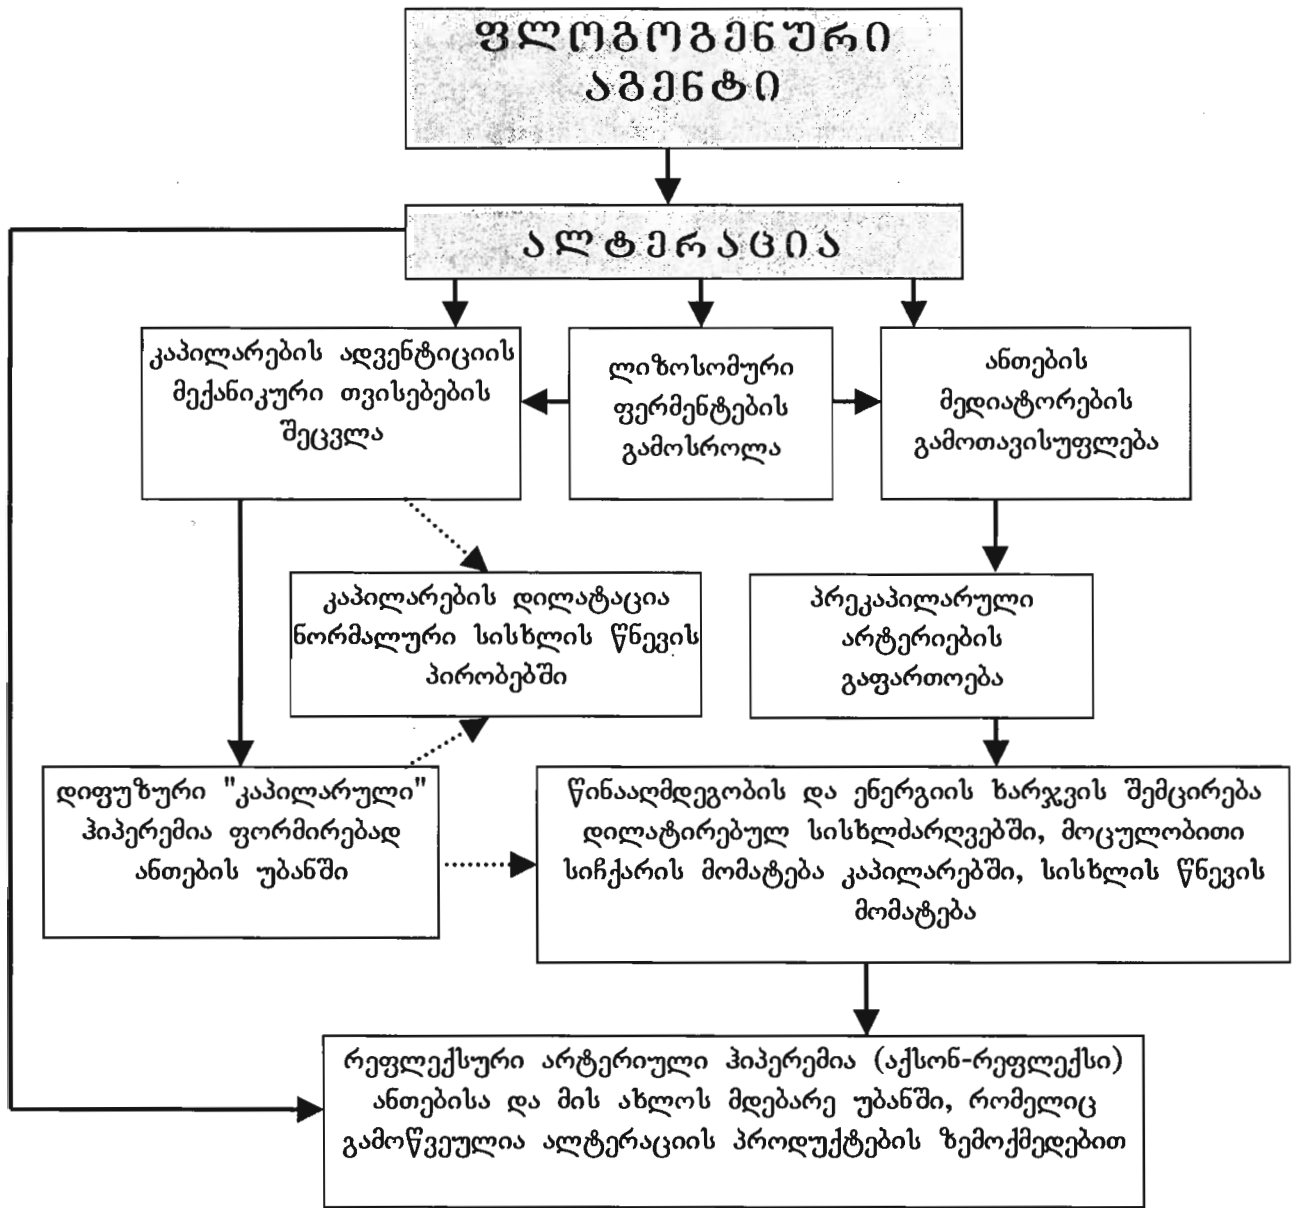 ფლოგოგენური
აგენტი
ალტერაცია
კაპილარების ადვენტიციის
მექანიკური თვისებების
შეცვლა
ლიზოსომური
ფერმენტების
გამოსროლა
ანთების
მედიატორების
გამოთავისუფლება
კაპილარების დილატაცია
ნორმალური სისხლის წნევის
პირობებში
პრეკაპილარული
არტერიების
გაფართოება
დიფუზური "კაპილარული"
ჰიპერემია ფორმირებად
ანთების უბანში
წინააღმდეგობის და ენერგიის ხარჯვის შემცირება
დილატირებულ სისხლძარღვებში, მოცულობითი
სიჩქარის მომატება კაპილარებში, სისხლის წნევის
მომატება
რეფლექსური არტერიული ჰიპერემია (აქსონ-რეფლექსი)
ანთებისა და მის ახლოს მდებარე უბანში, რომელიც
გამოწვეულია ალტერაციის პროდუქტების ზემოქმედებით